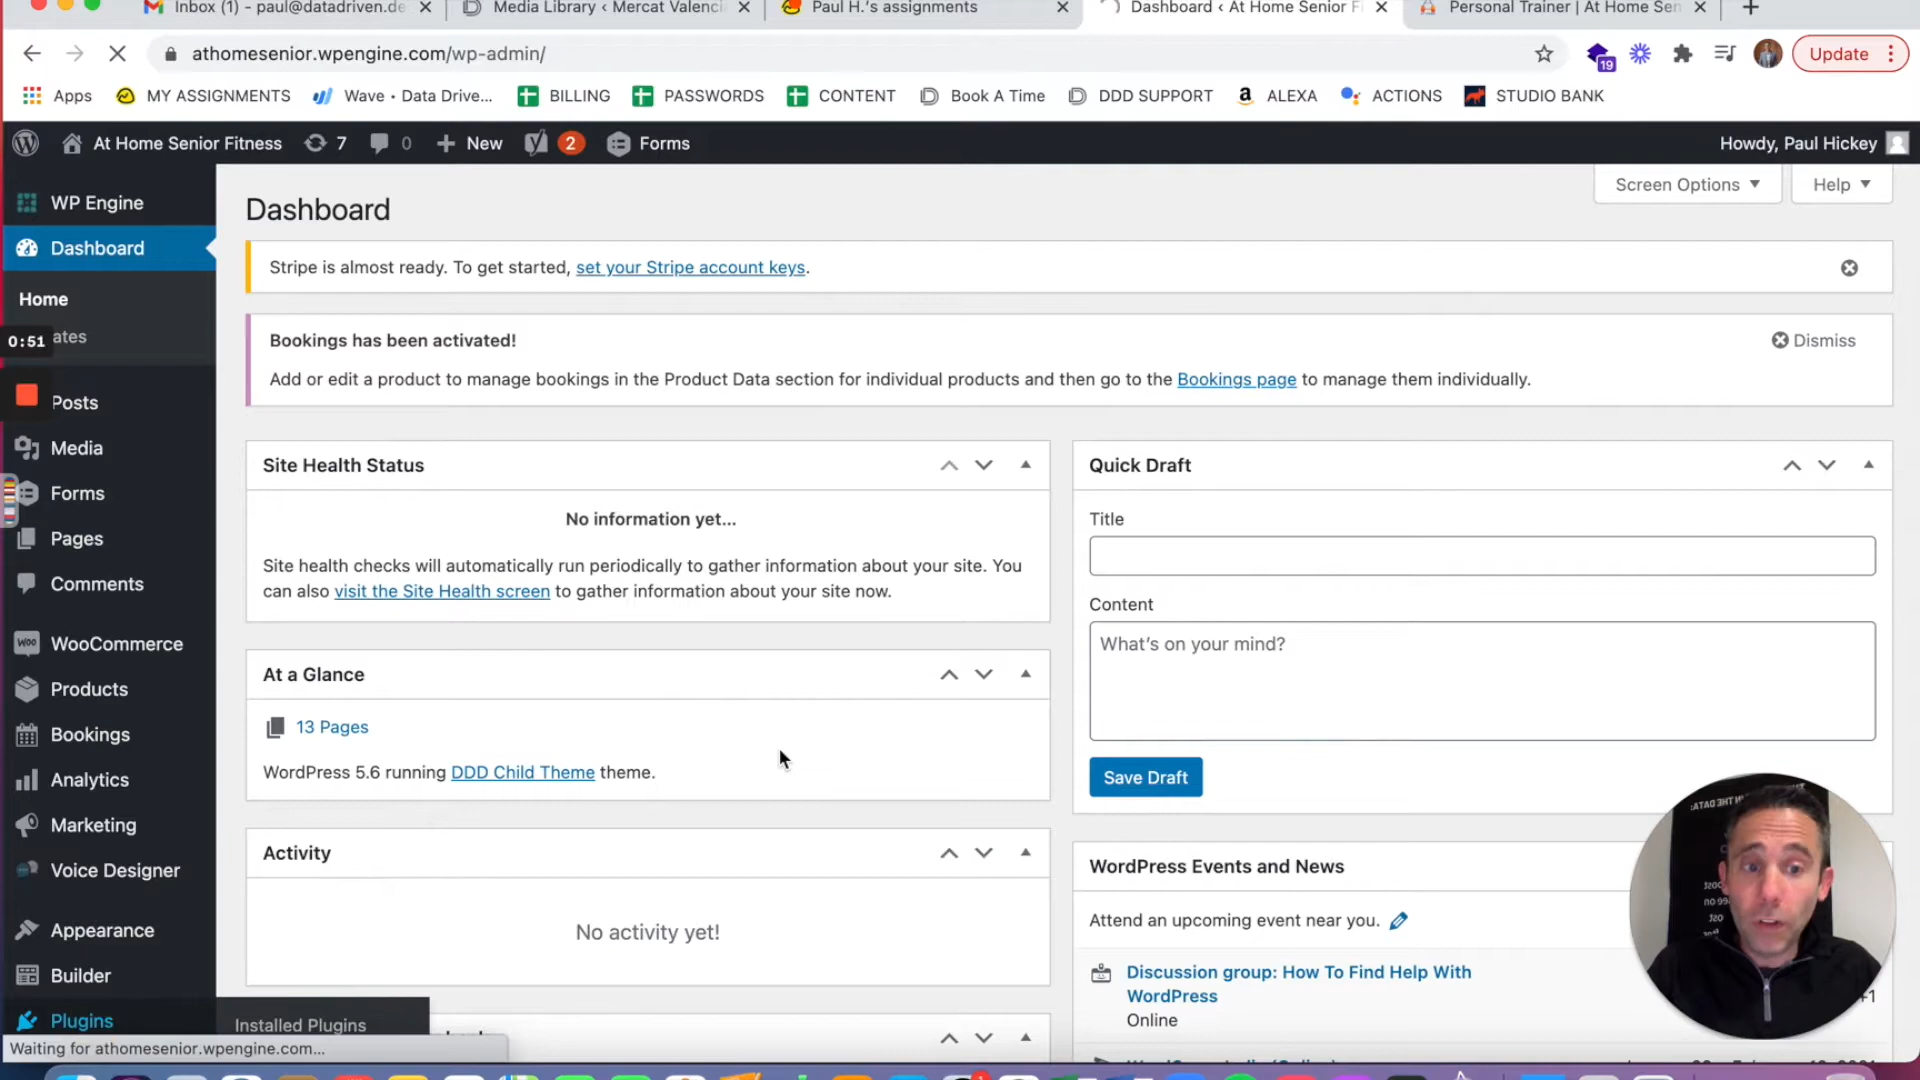 Inbox (1) - paul@datadriven.de
Media Library ‹ Mercat Valenci
Paul H.'s assignments
Dashboard ‹ At Home Senior Fi
Personal Trainer | At Home Sen
athomesenior.wpengine.com/wp-admin/
19
Update
Apps
MY ASSIGNMENTS
Wave • Data Drive...
BILLING
PASSWORDS
CONTENT
Book A Time
DDD SUPPORT
ALEXA
ACTIONS
STUDIO BANK
At Home Senior Fitness
7
0
New
2
Forms
Howdy, Paul Hickey
WP Engine
Dashboard
Home
ates
0:51
Posts
Media
Forms
Pages
Comments
WOO WooCommerce
Products
Bookings
Analytics
Marketing
Voice Designer
Appearance
Builder
Plugins
Installed Plugins
Waiting for athomesenior.wpengine.com...
Screen Options
Help
Dashboard
Stripe is almost ready. To get started, set your Stripe account keys.
Bookings has been activated!
Dismiss
Add or edit a product to manage bookings in the Product Data section for individual products and then go to the Bookings page to manage them individually.
Site Health Status
No information yet...
Site health checks will automatically run periodically to gather information about your site. You
can also visit the Site Health screen to gather information about your site now.
At a Glance
13 Pages
WordPress 5.6 running DDD Child Theme theme.
Activity
No activity yet!
Quick Draft
Title
Content
What's on your mind?
Save Draft
WordPress Events and News
Attend an upcoming event near you.
Discussion group: How To Find Help With
WordPress
Online
+1